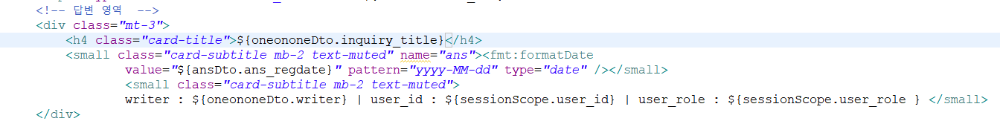 <!-- 답변 영역  -->
<div class="mt-3">
<h4 class="card-title">${oneononeDto.inquiry_title}</h4>
<small class="card-subtitle mb-2 text-muted" name="ans"><fmt:formatDate
value="${ansDto.ans_regdate}" pattern="yyyy-MM-dd" type="date" /></small>
<small class="card-subtitle mb-2 text-muted">
writer : ${oneononeDto.writer} | user_id : ${sessionScope.user_id} | user_role : ${sessionScope.user_role } </small>
</div>